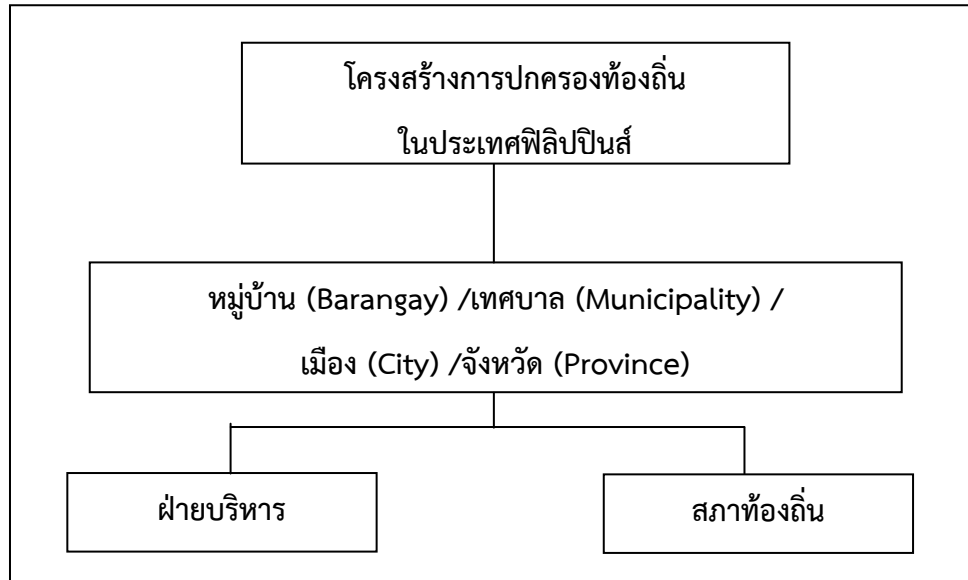 โครงสร้างการปกครองท้องถิ่น
ในประเทศฟิลิปปินส์
หมู่บ้าน (Barangay) /เทศบาล (Municipality) /
เมือง (City) /จังหวัด (Province)
ฝ่ายบริหาร
สภาท้องถิ่น